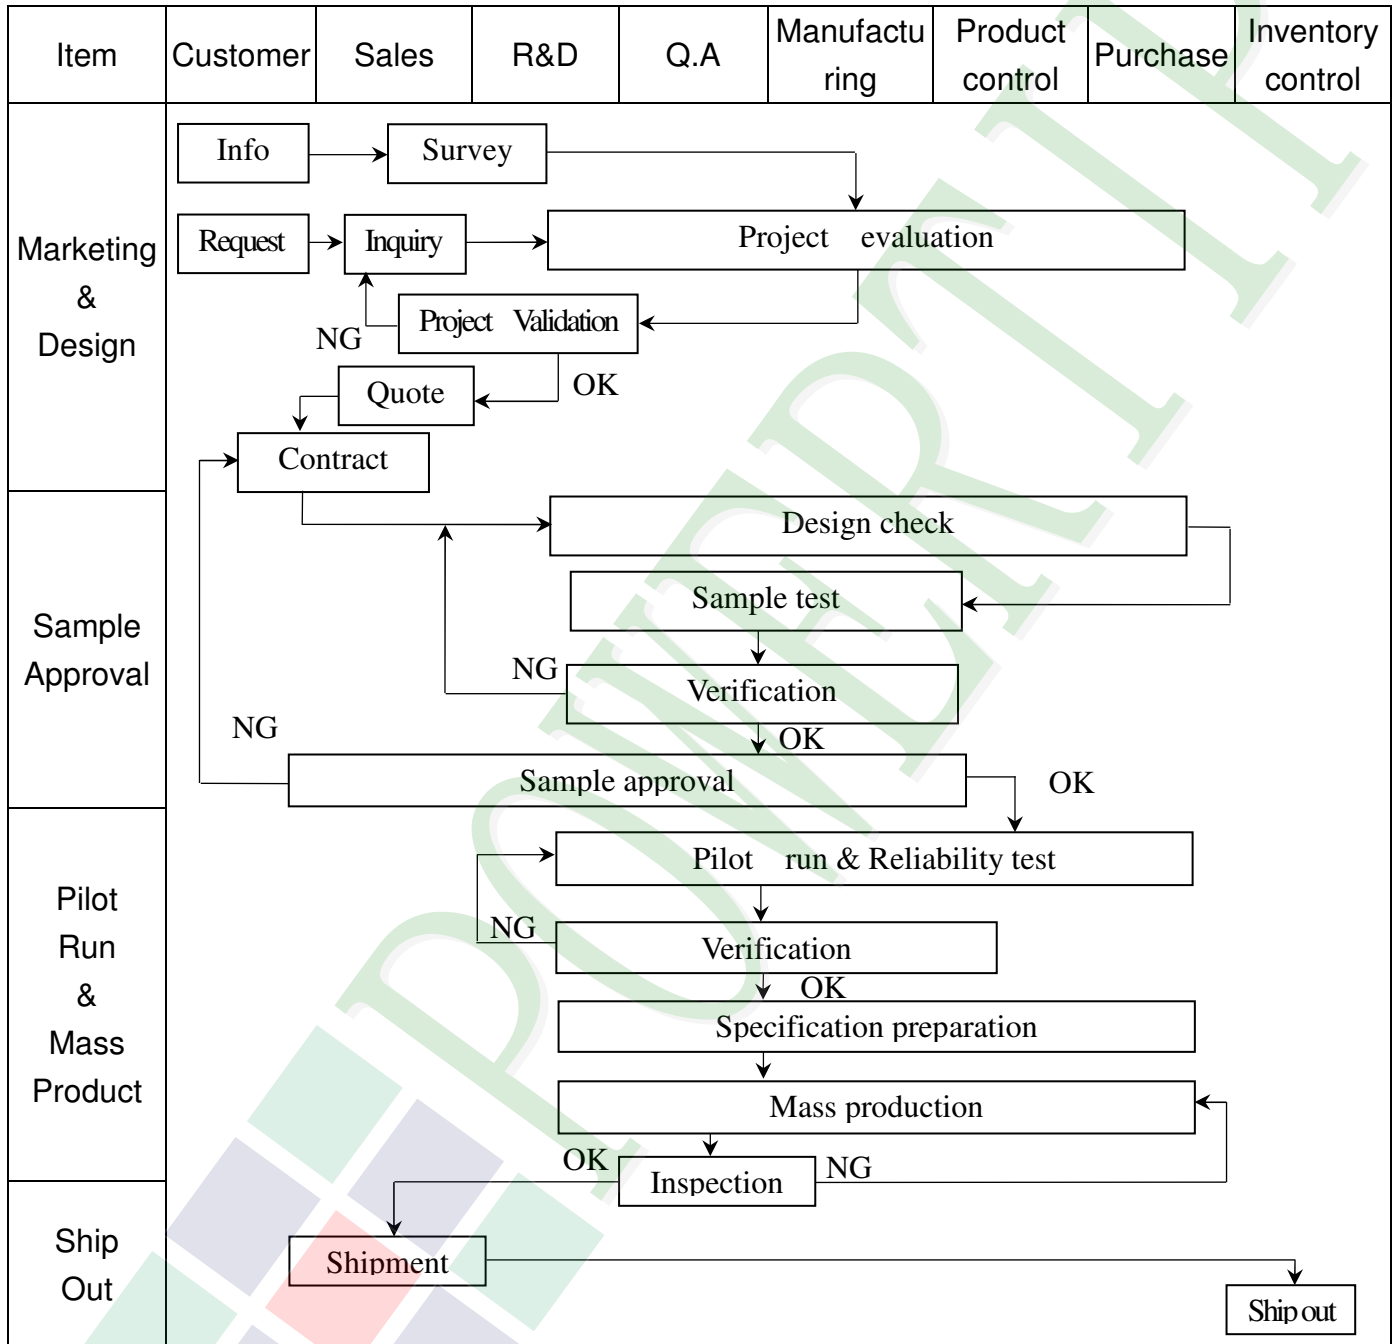 Item Customer Sales R&D Q.A Manufactu Product Purchase Inventory
ring control control
Marketing
&
Design
Info Survey
Request Inquiry Project evaluation
Project Validation
NG
OK
Quote
Contract
Sample
Approval
Design check
Sample test
NG
Verification
OK
NG
Sample approval
OK
Pilot
Run
&
Mass
Product
Pilot run & Reliability test
NG
Verification
OK
Specification preparation
Mass production
OK
Inspection
NG
Ship
Out
Shipment
Ship out
POWERTIP